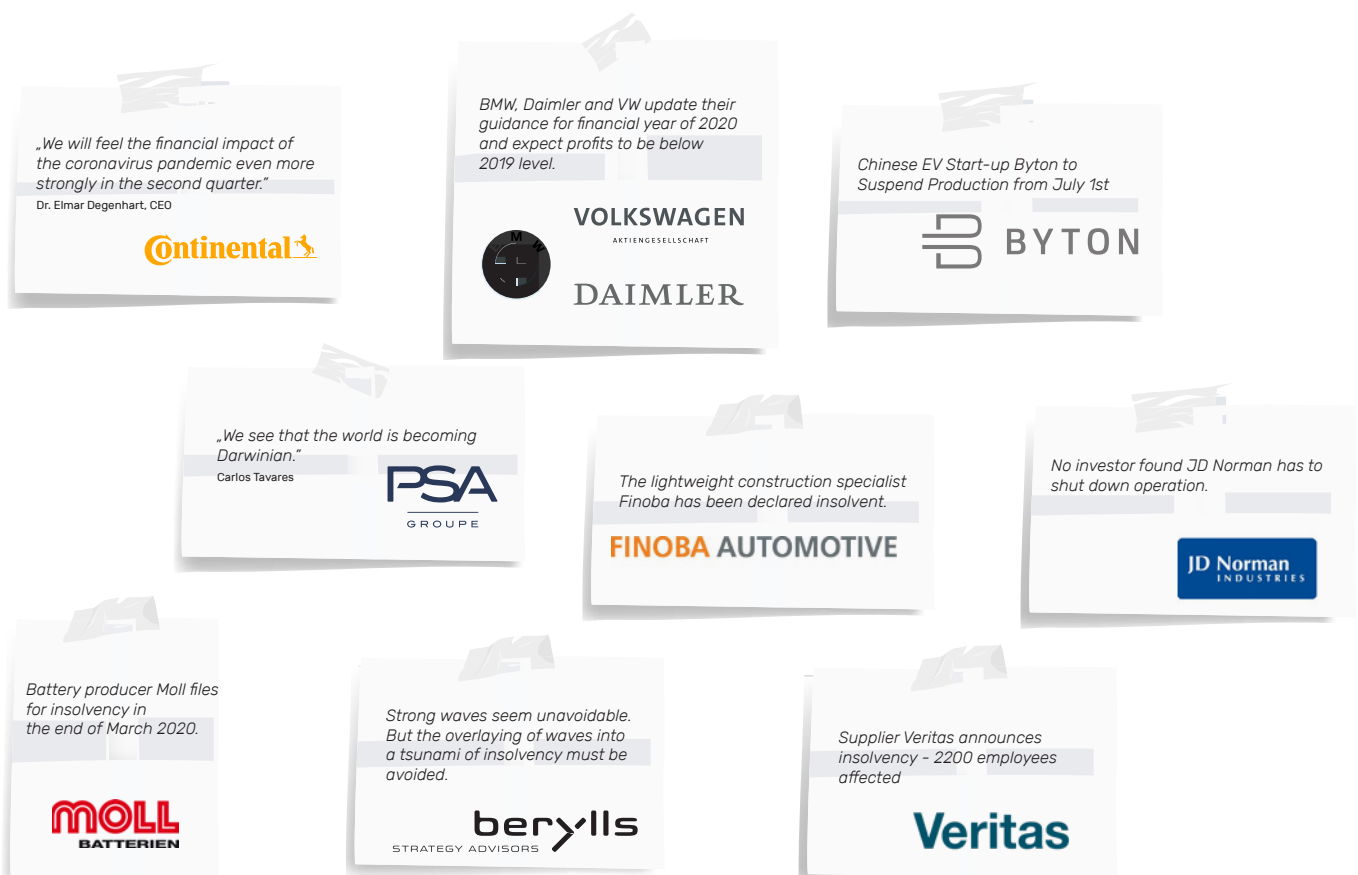 „We will feel the financial impact of
the coronavirus pandemic even more
strongly in the second quarter.”
Dr. Elmar Degenhart, CEO
Continental
BMW, Daimler and VW update their
guidance for financial year of 2020
and expect profits to be below
2019 level.
VOLKSWAGEN
AKTIENGESELLSCHAFT
BMW
DAIMLER
Chinese EV Start-up Byton to
Suspend Production from July 1st
BYTON
„We see that the world is becoming
Darwinian.”
Carlos Tavares
PSA
GROUPE
The lightweight construction specialist
Finoba has been declared insolvent.
FINOBA AUTOMOTIVE
No investor found JD Norman has to
shut down operation.
JD Norman
INDUSTRIES
Battery producer Moll files
for insolvency in
the end of March 2020.
MOLL
BATTERIEN
Strong waves seem unavoidable.
But the overlaying of waves into
a tsunami of insolvency must be
avoided.
berylls
STRATEGY ADVISORS
Supplier Veritas announces
insolvency - 2200 employees
affected
Veritas